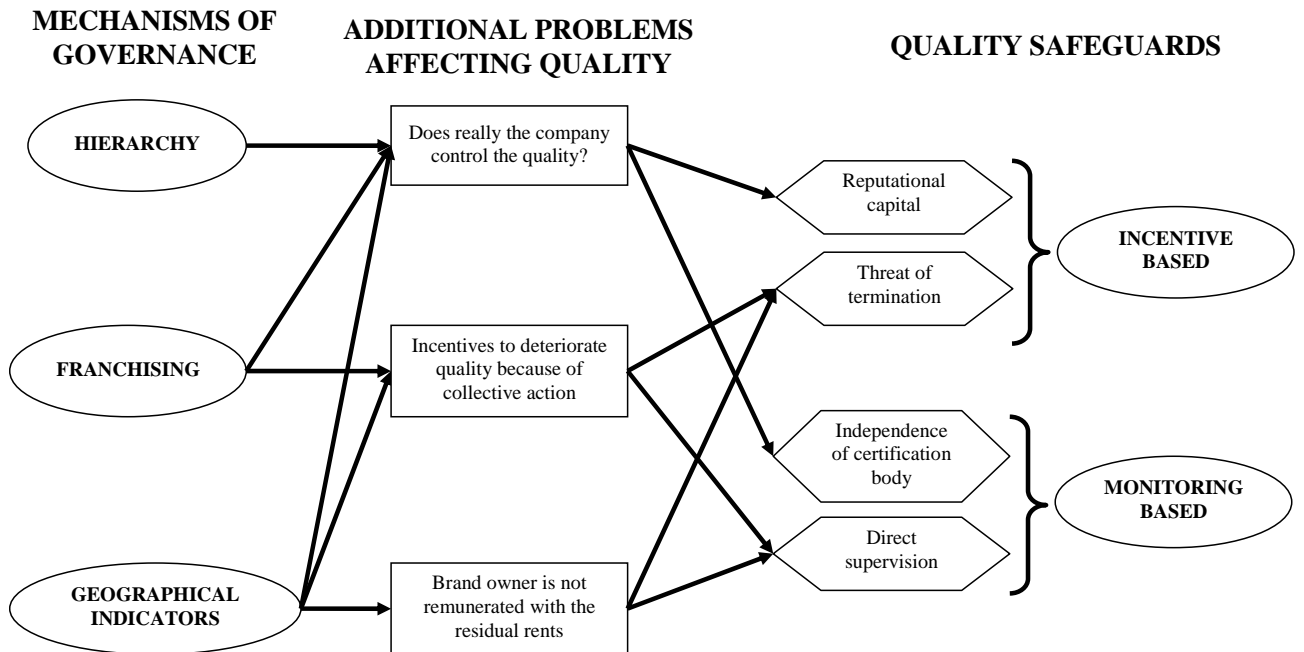 MECHANISMS OF
GOVERNANCE
ADDITIONAL PROBLEMS
AFFECTING QUALITY
QUALITY SAFEGUARDS
HIERARCHY
FRANCHISING
GEOGRAPHICAL
INDICATORS
Does really the company
control the quality?
Incentives to deteriorate
quality because of
collective action
Brand owner is not
remunerated with the
residual rents
Reputational
capital
Threat of
termination
Independence
of certification
body
Direct
supervision
INCENTIVE
BASED
MONITORING
BASED